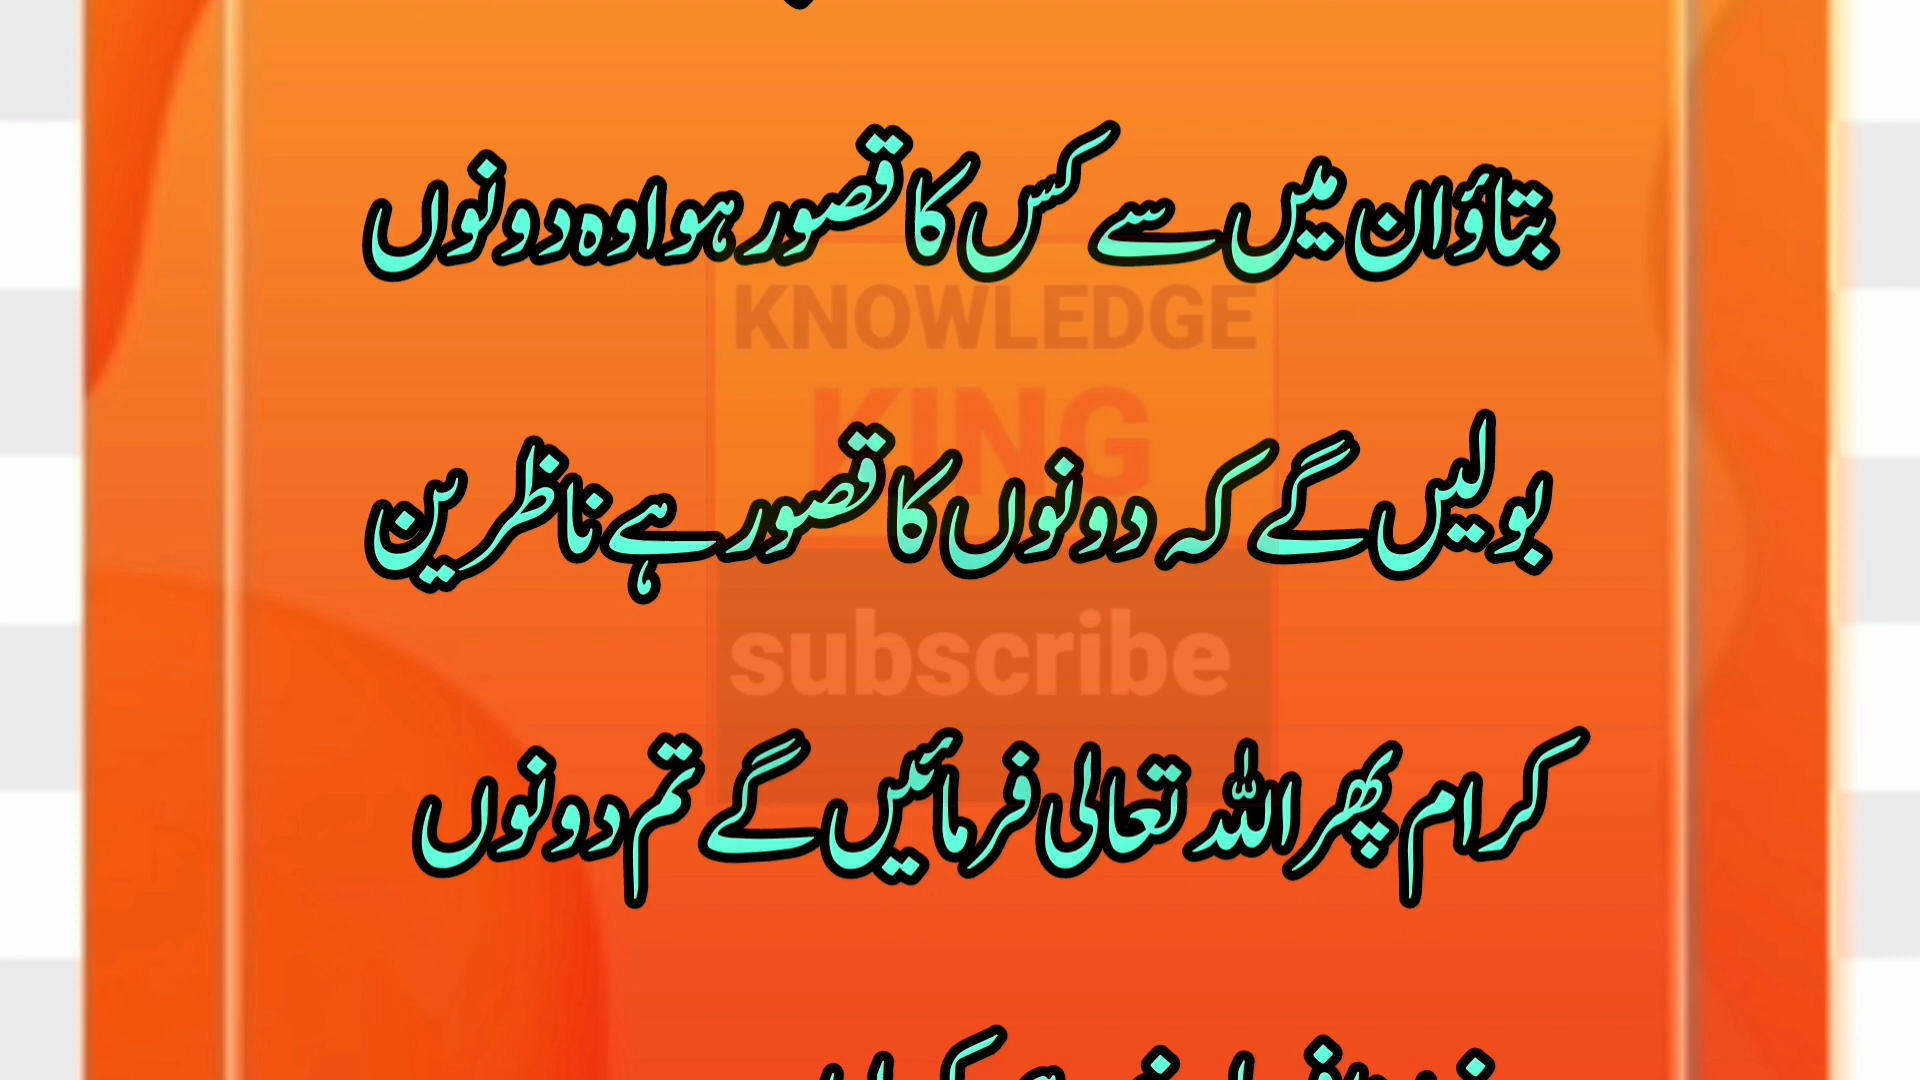 بتاؤ ان میں سے کس کا قصور ہوا وہ دونوں
KNOWLEDGE
KING
بولیں گے کہ دونوں کا قصور ہے ناظرین
subscribe
کرام پھر اللہ تعالی فرمائیں گے تم دونوں